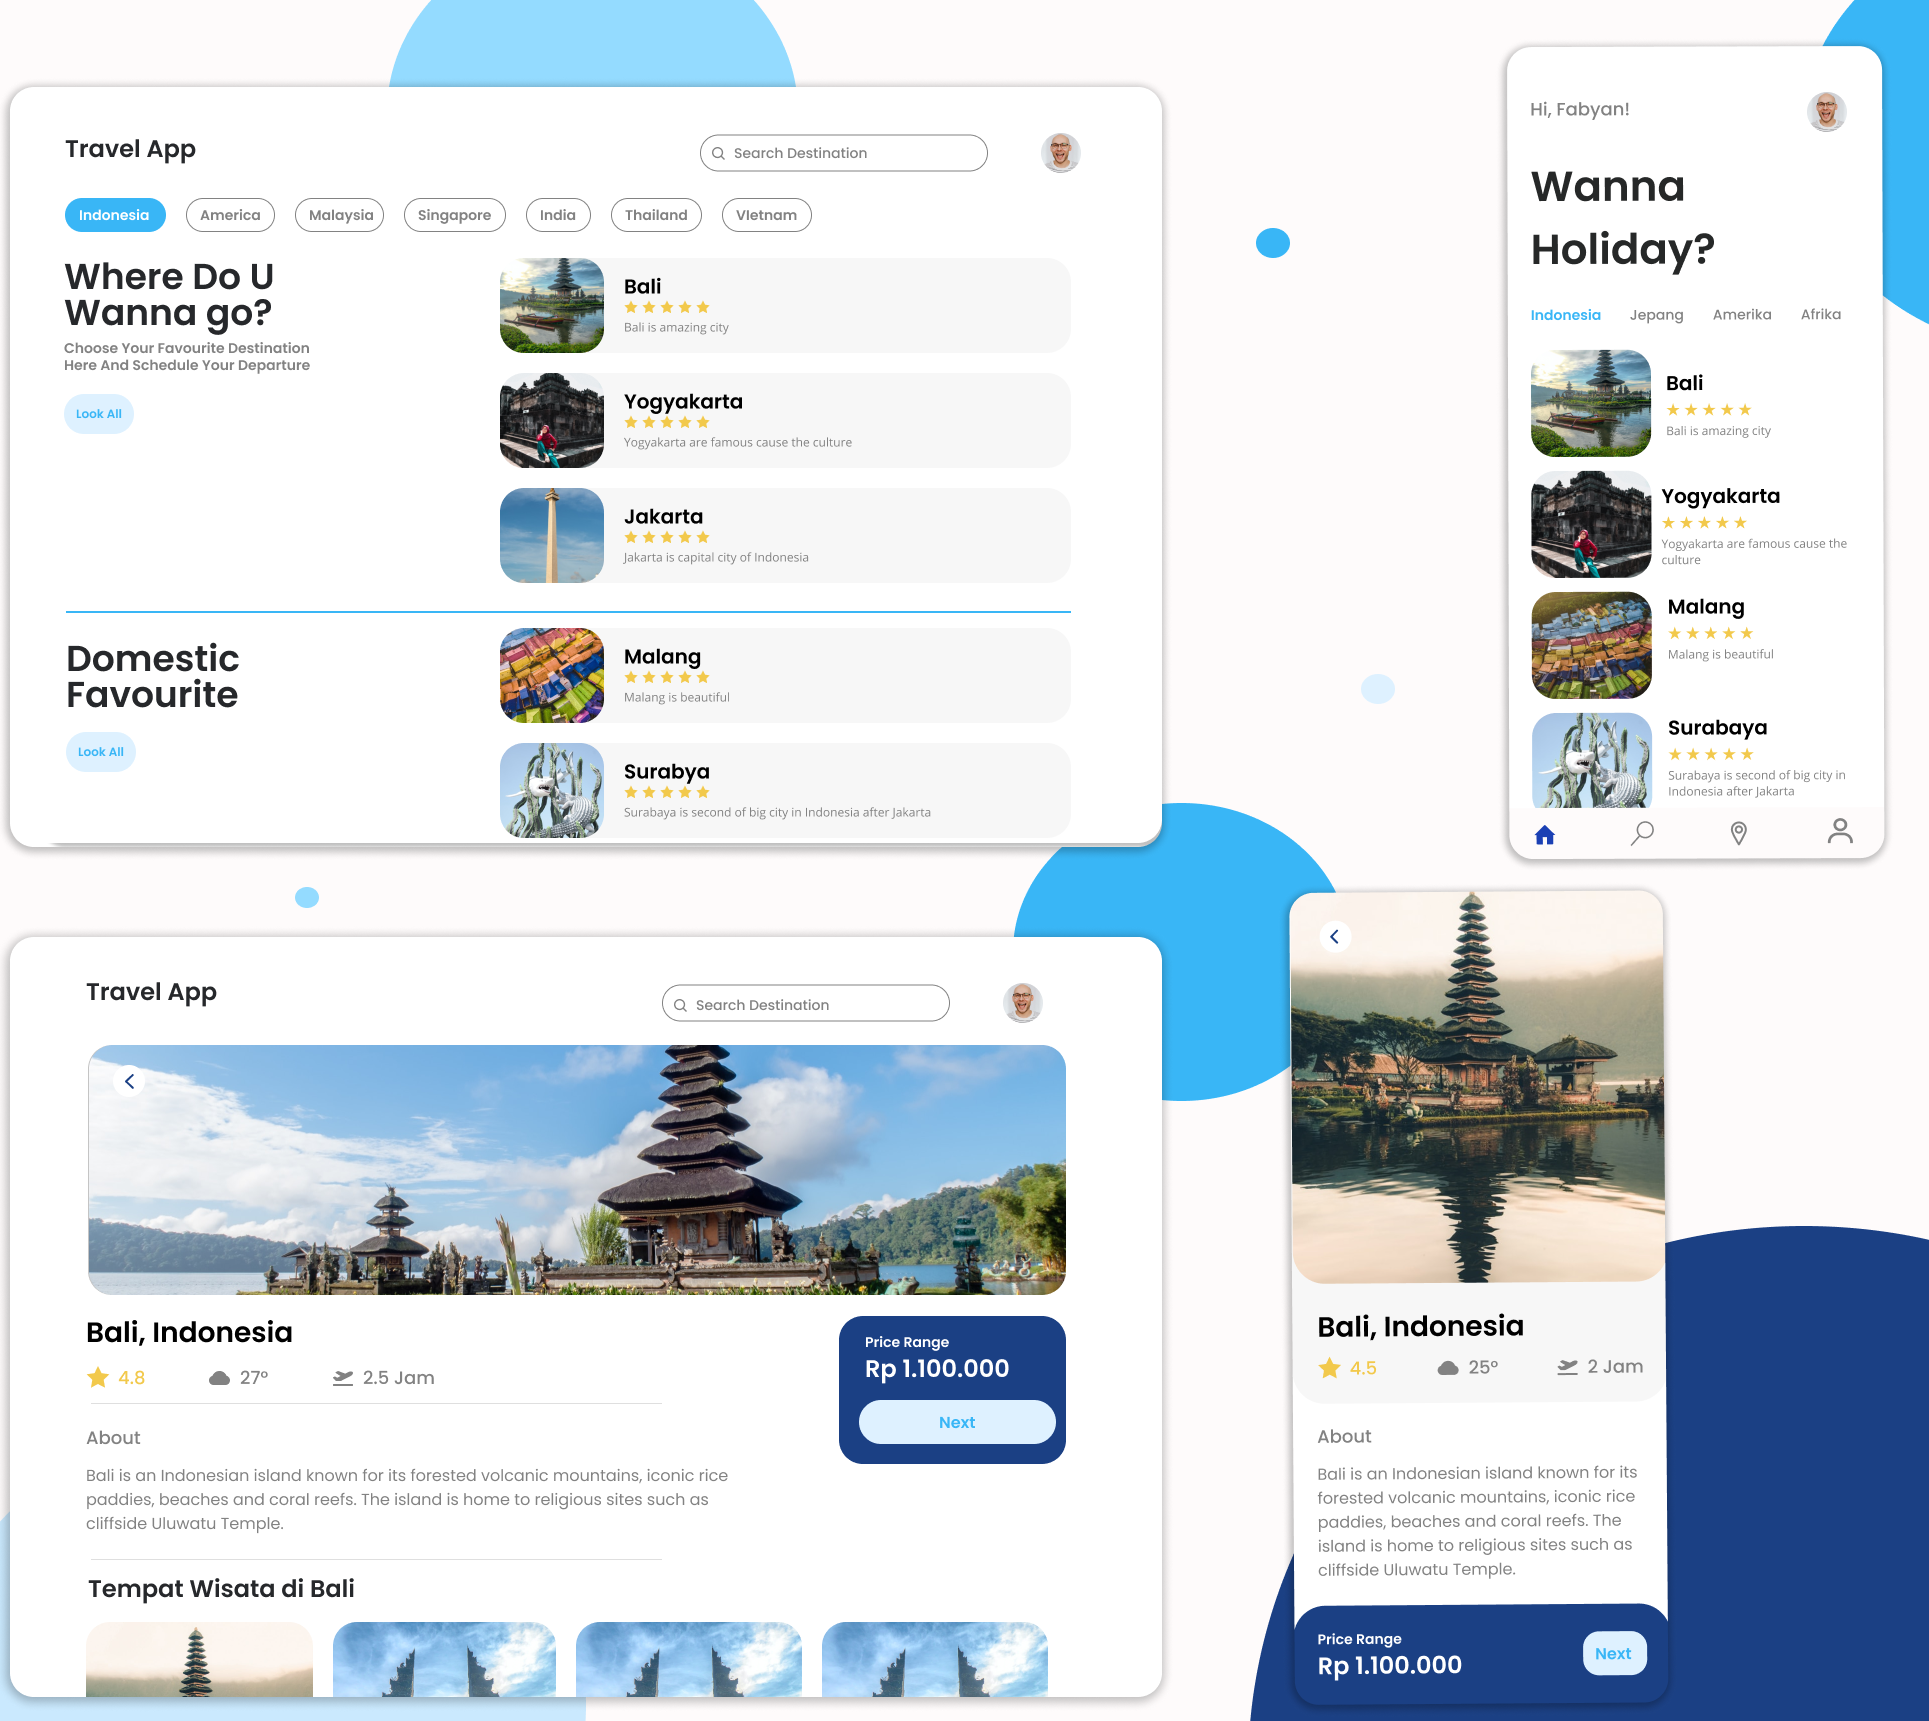 Travel App
Search Destination
Indonesia
America
Malaysia
Singapore
India
Thailand
VIetnam
Where Do U
Wanna go?
Choose Your Favourite Destination
Here And Schedule Your Departure
Look All
Bali
Bali is amazing city
Yogyakarta
Yogyakarta are famous cause the culture
Jakarta
Jakarta is capital city of Indonesia
Domestic
Favourite
Look All
Malang
Malang is beautiful
Surabya
Surabaya is second of big city in Indonesia after Jakarta
Hi, Fabyan!
Wanna
Holiday?
Indonesia
Jepang
Amerika
Afrika
Bali
Bali is amazing city
Yogyakarta
Yogyakarta are famous cause the
culture
Malang
Malang is beautiful
Surabaya
Surabaya is second of big city in
Indonesia after Jakarta
Travel App
Search Destination
Bali, Indonesia
4.8
27°
2.5 Jam
About
Bali is an Indonesian island known for its forested volcanic mountains, iconic rice
paddies, beaches and coral reefs. The island is home to religious sites such as
cliffside Uluwatu Temple.
Price Range
Rp 1.100.000
Next
Tempat Wisata di Bali
Bali, Indonesia
4.5
25°
2 Jam
About
Bali is an Indonesian island known for its
forested volcanic mountains, iconic rice
paddies, beaches and coral reefs. The
island is home to religious sites such as
cliffside Uluwatu Temple.
Price Range
Rp 1.100.000
Next